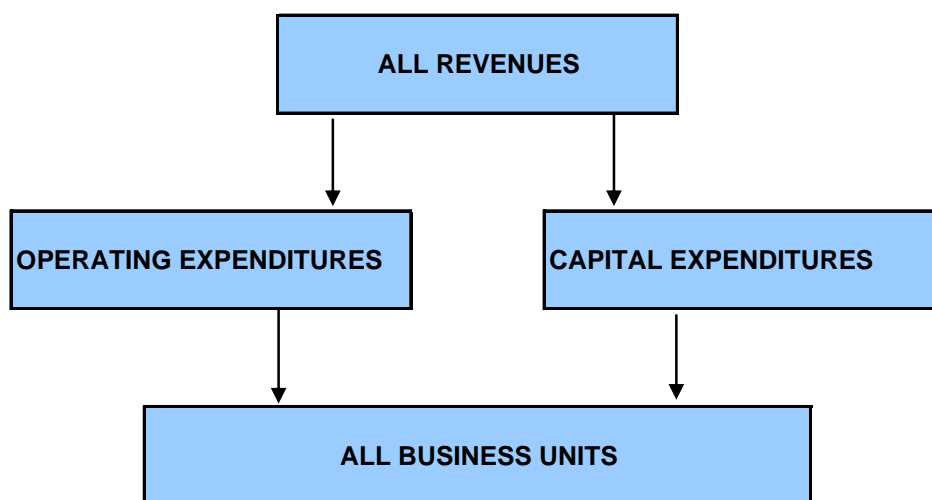 ALL REVENUES
OPERATING EXPENDITURES
CAPITAL EXPENDITURES
ALL BUSINESS UNITS